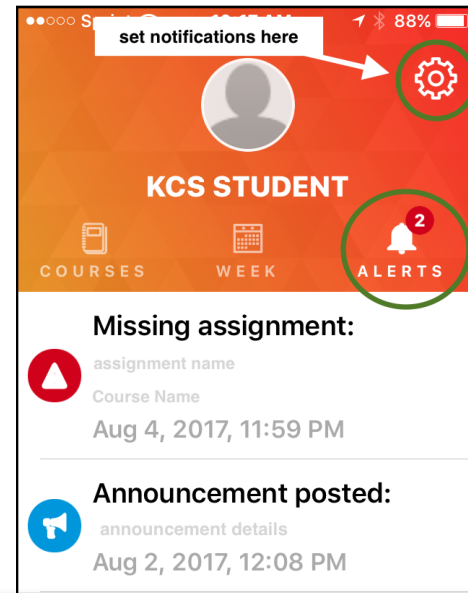 S
88%
set notifications here
KCS STUDENT
2
COURSES WEEK ALERTS
Missing assignment:
assignment name
Course Name
Aug 4, 2017, 11:59 PM
Announcement posted:
announcement details
Aug 2, 2017, 12:08 PM